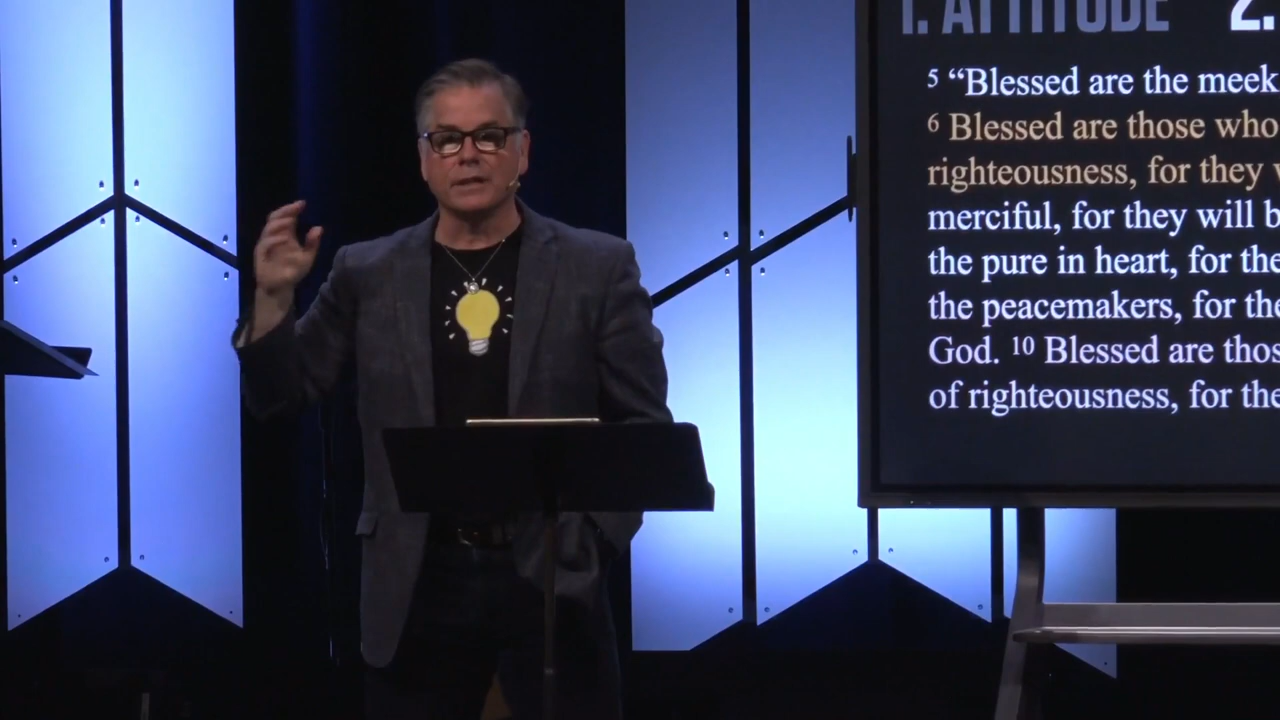 1. ATTITUDE 2.
5 “Blessed are the meek
6 Blessed are those who
righteousness, for they
merciful, for they will b
the pure in heart, for the
the peacemakers, for the
God. 10 Blessed are thos
of righteousness, for the